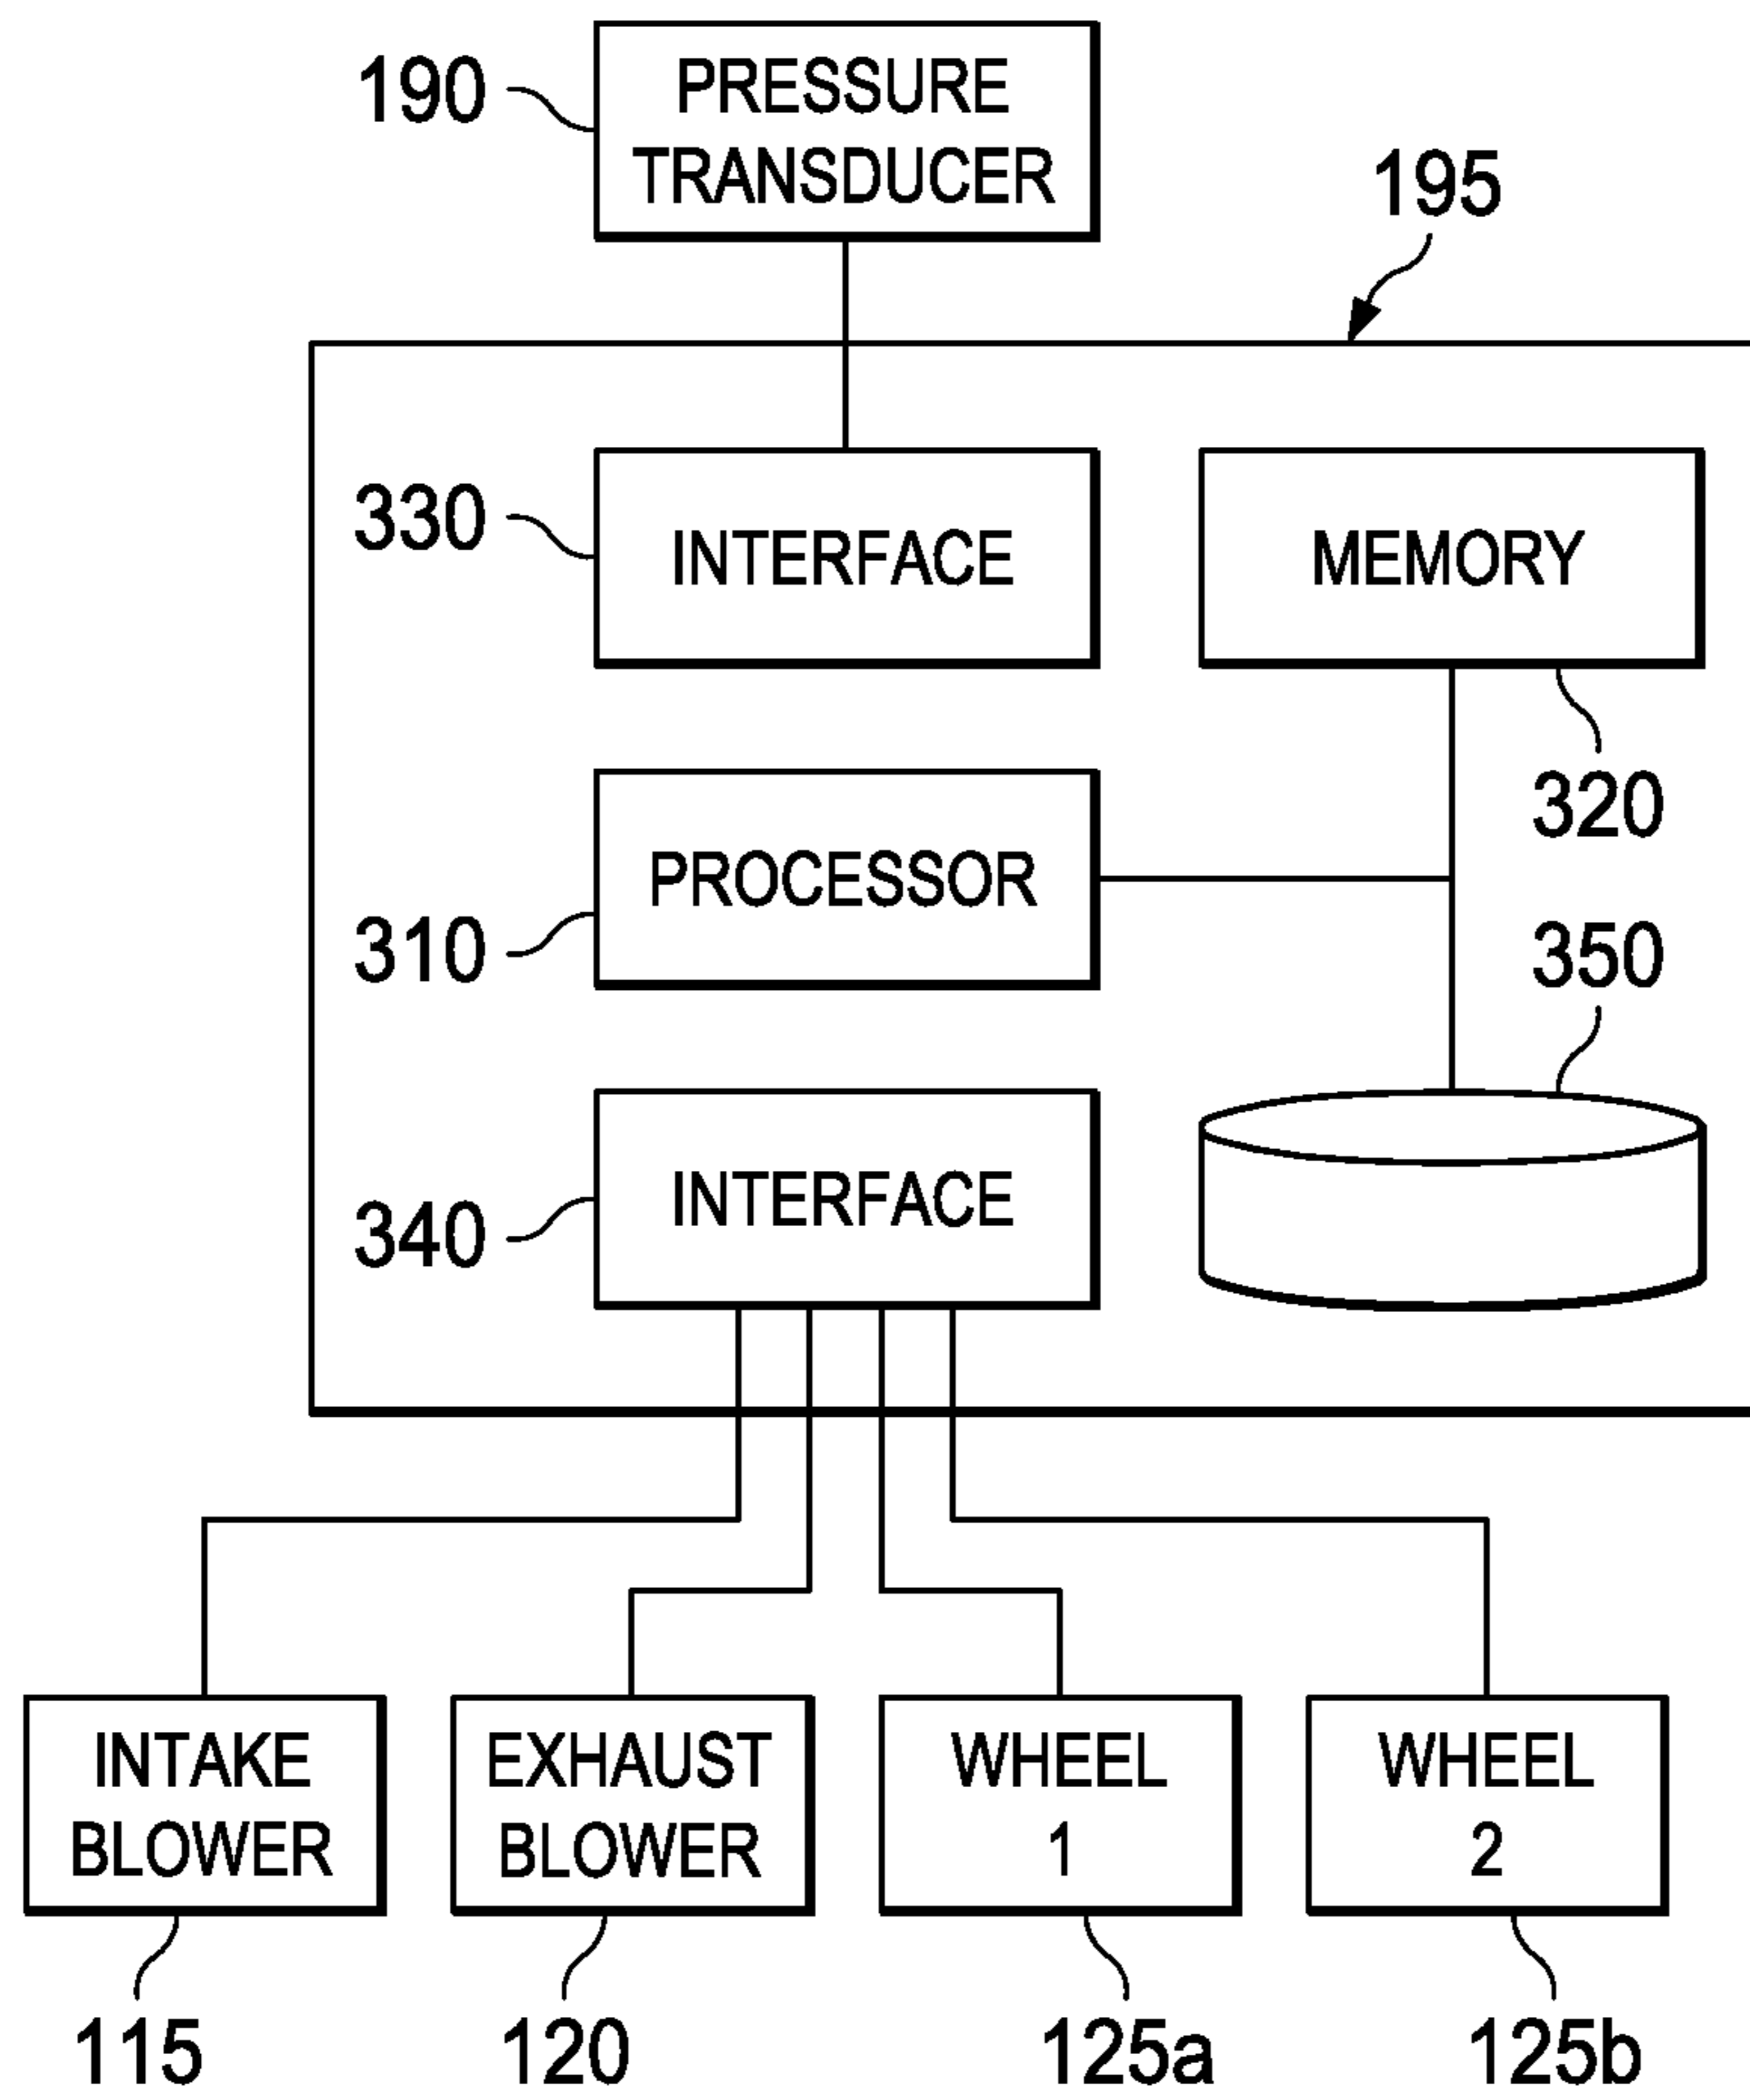 190
PRESSURE
TRANSDUCER
195
330
INTERFACE
MEMORY
320
310
PROCESSOR
350
340
INTERFACE
INTAKE
BLOWER
EXHAUST
BLOWER
WHEEL
1
WHEEL
2
115
120
125a
125b